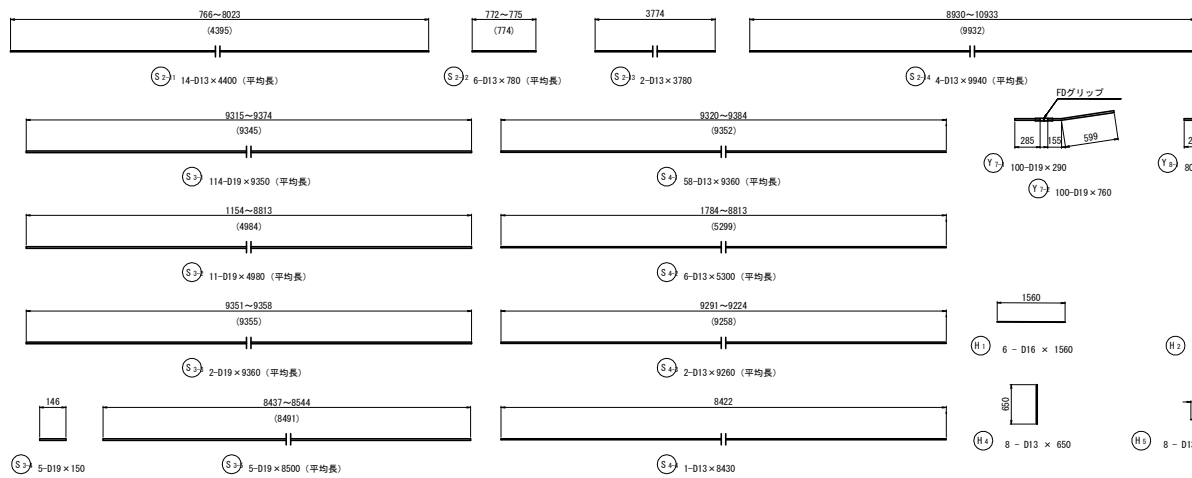 766～8023
(4395)
S2-11 14-D13×4400 (平均長)
772～775
(774)
S2-12 6-D13×780 (平均長)
3774
S2-13 2-D13×3780
8930～10933
(9932)
S2-14 4-D13×9940 (平均長)
9315～9374
(9345)
S3-1 114-D19×9350 (平均長)
9320～9384
(9352)
S4-1 58-D13×9360 (平均長)
FDグリップ
285 155 599
Y7-1 100-D19×290
Y7-2 100-D19×760
2
Y8-1 80
1154～8813
(4984)
S3-2 11-D19×4980 (平均長)
1784～8813
(5299)
S4-2 6-D13×5300 (平均長)
9351～9358
(9355)
S3-3 2-D19×9360 (平均長)
9291～9224
(9258)
S4-3 2-D13×9260 (平均長)
1560
H1 6 - D16 × 1560
H2
146
S3-4 5-D19×150
8437～8544
(8491)
S3-5 5-D19×8500 (平均長)
8422
S4-4 1-D13×8430
650
H4 8 - D13 × 650
H5 8 - D1